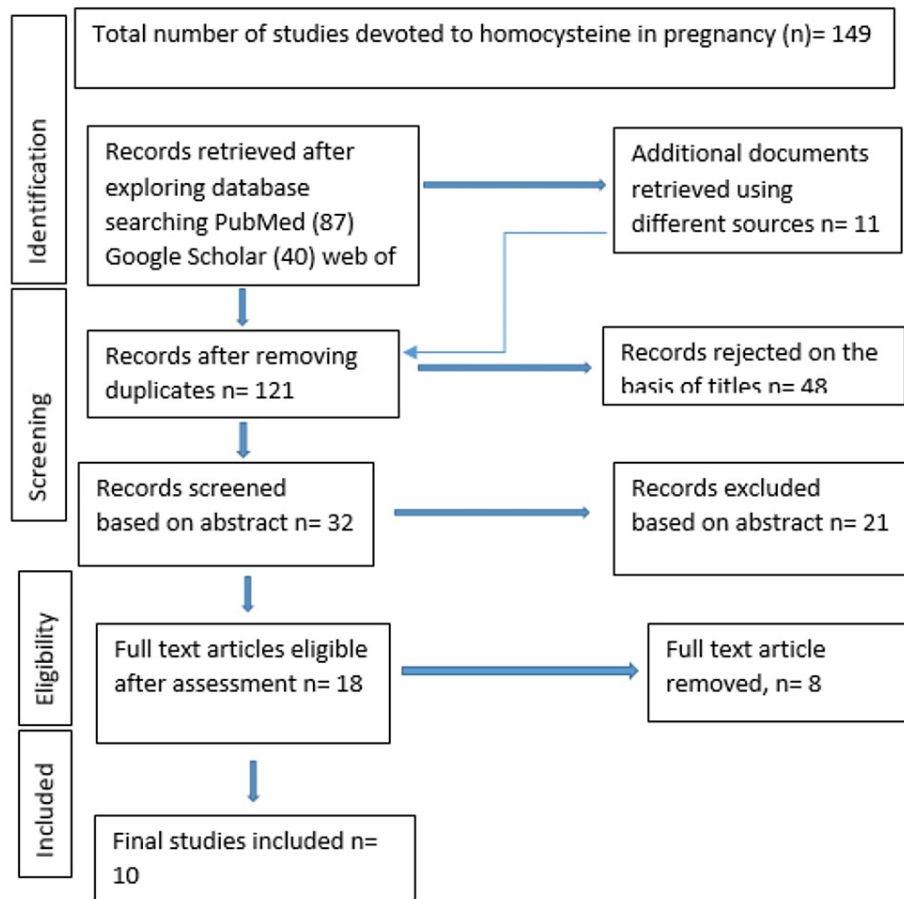 Total number of studies devoted to homocysteine in pregnancy (n)= 149
Identification
Records retrieved after
exploring database
searching PubMed (87)
Google Scholar (40) web of
Additional documents
retrieved using
different sources n= 11
Screening
Records after removing
duplicates n= 121
Records rejected on the
basis of titles n= 48
Records screened
based on abstract n= 32
Records excluded
based on abstract n= 21
Eligibility
Full text articles eligible
after assessment n= 18
Full text article
removed, n= 8
Included
Final studies included n=
10